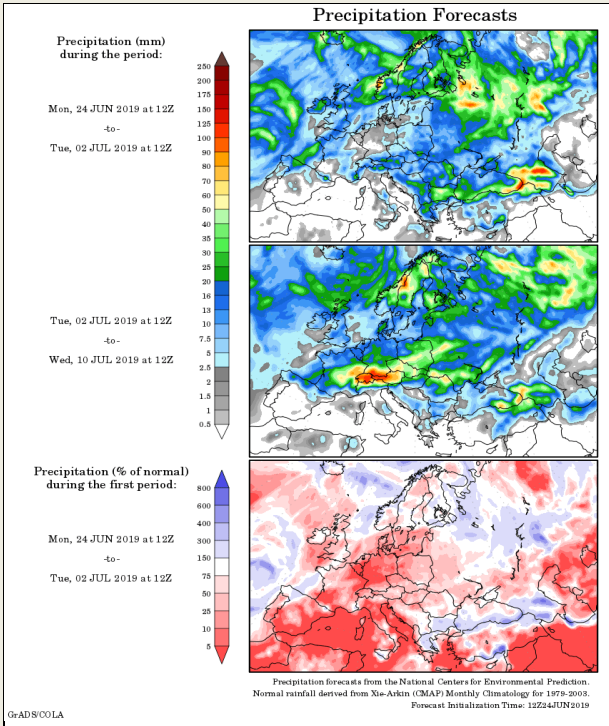 Precipitation Forecasts
Precipitation (mm)
during the period:
Mon, 24 JUN 2019 at 12Z
-to-
Tue, 02 JUL 2019 at 12Z
250
200
175
150
125
100
90
80
70
60
50
40
35
30
25
20
16
13
10
7.5
5
2.5
2
1.5
1
0.5
Tue, 02 JUL 2019 at 12Z
-to-
Wed, 10 JUL 2019 at 12Z
Precipitation (% of normal)
during the first period:
Mon, 24 JUN 2019 at 12Z
-to-
Tue, 02 JUL 2019 at 12Z
800
600
400
300
150
75
50
25
10
5
Precipitation forecasts from the National Centers for Environmental Prediction.
Normal rainfall derived from Xie-Arkin (CMAP) Monthly Climatology for 1979-2003.
Forecast Initialization Time: 12Z24JUN2019
GrADS/COLA